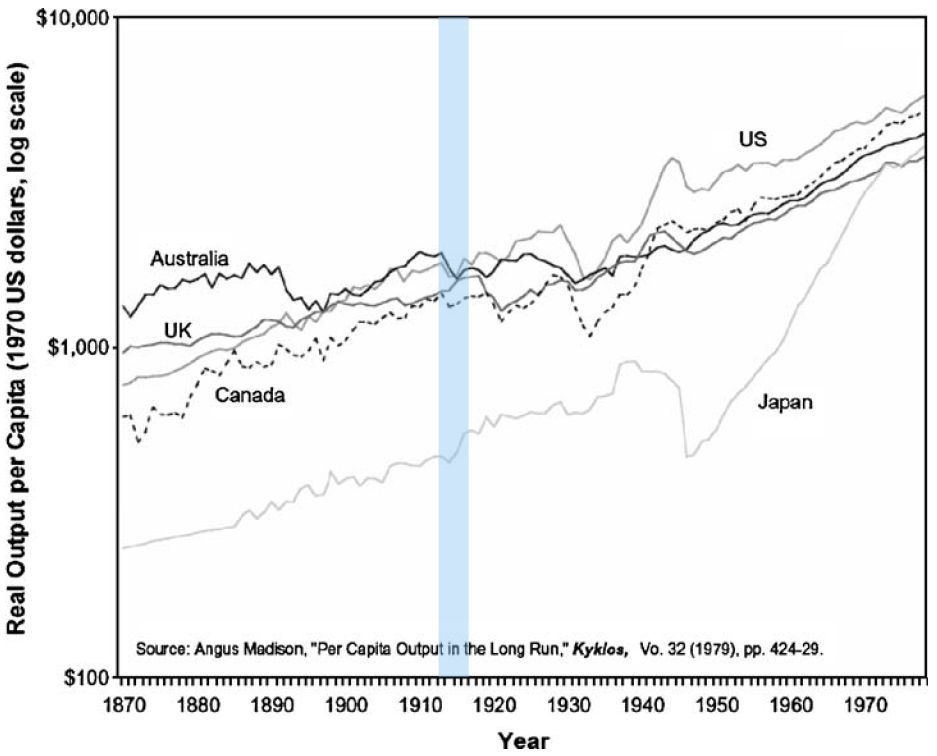 $10,000
Real Output per Capita (1970 US dollars, log scale)
US
Australia
UK
$1,000
Canada
Japan
Source: Angus Madison, "Per Capita Output in the Long Run," Kyklos, Vo. 32 (1979), pp. 424-29.
$100
1870 1880 1890 1900 1910 1920 1930 1940 1950 1960 1970
Year